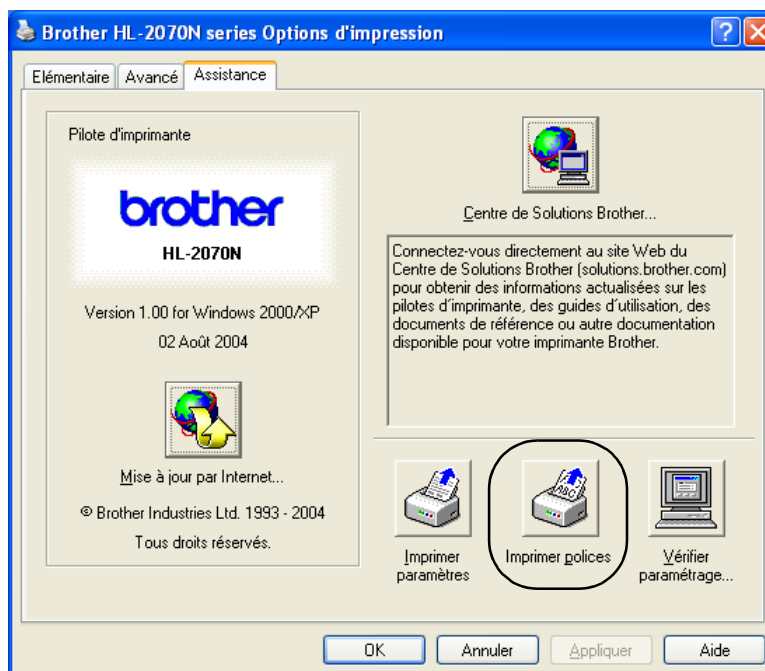 Brother HL-2070N series Options d'impression
Elémentaire
Avancé
Assistance
Pilote d'imprimante
brother
HL-2070N
Version 1.00 for Windows 2000/XP
02 Août 2004
Mise à jour par Internet...
© Brother Industries Ltd. 1993 - 2004
Tous droits réservés.
Centre de Solutions Brother...
Connectez-vous directement au site Web du
Centre de Solutions Brother (solutions.brother.com)
pour obtenir des informations actualisées sur les
pilotes d'imprimante, des guides d'utilisation, des
documents de référence ou autre documentation
disponible pour votre imprimante Brother.
Imprimer
paramètres
ABC
Imprimer polices
Vérifier
paramétrage...
OK
Annuler
Appliquer
Aide